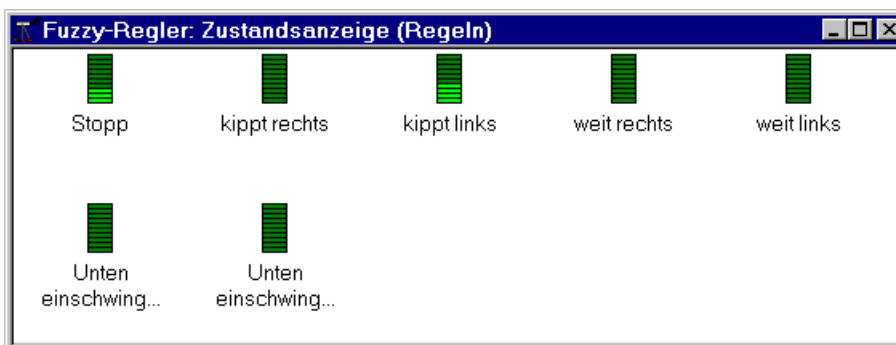 Fuzzy-Regler: Zustandsanzeige (Regeln)
Stopp
kippt rechts
kippt links
weit rechts
weit links
Unten
einschwing...
Unten
einschwing...